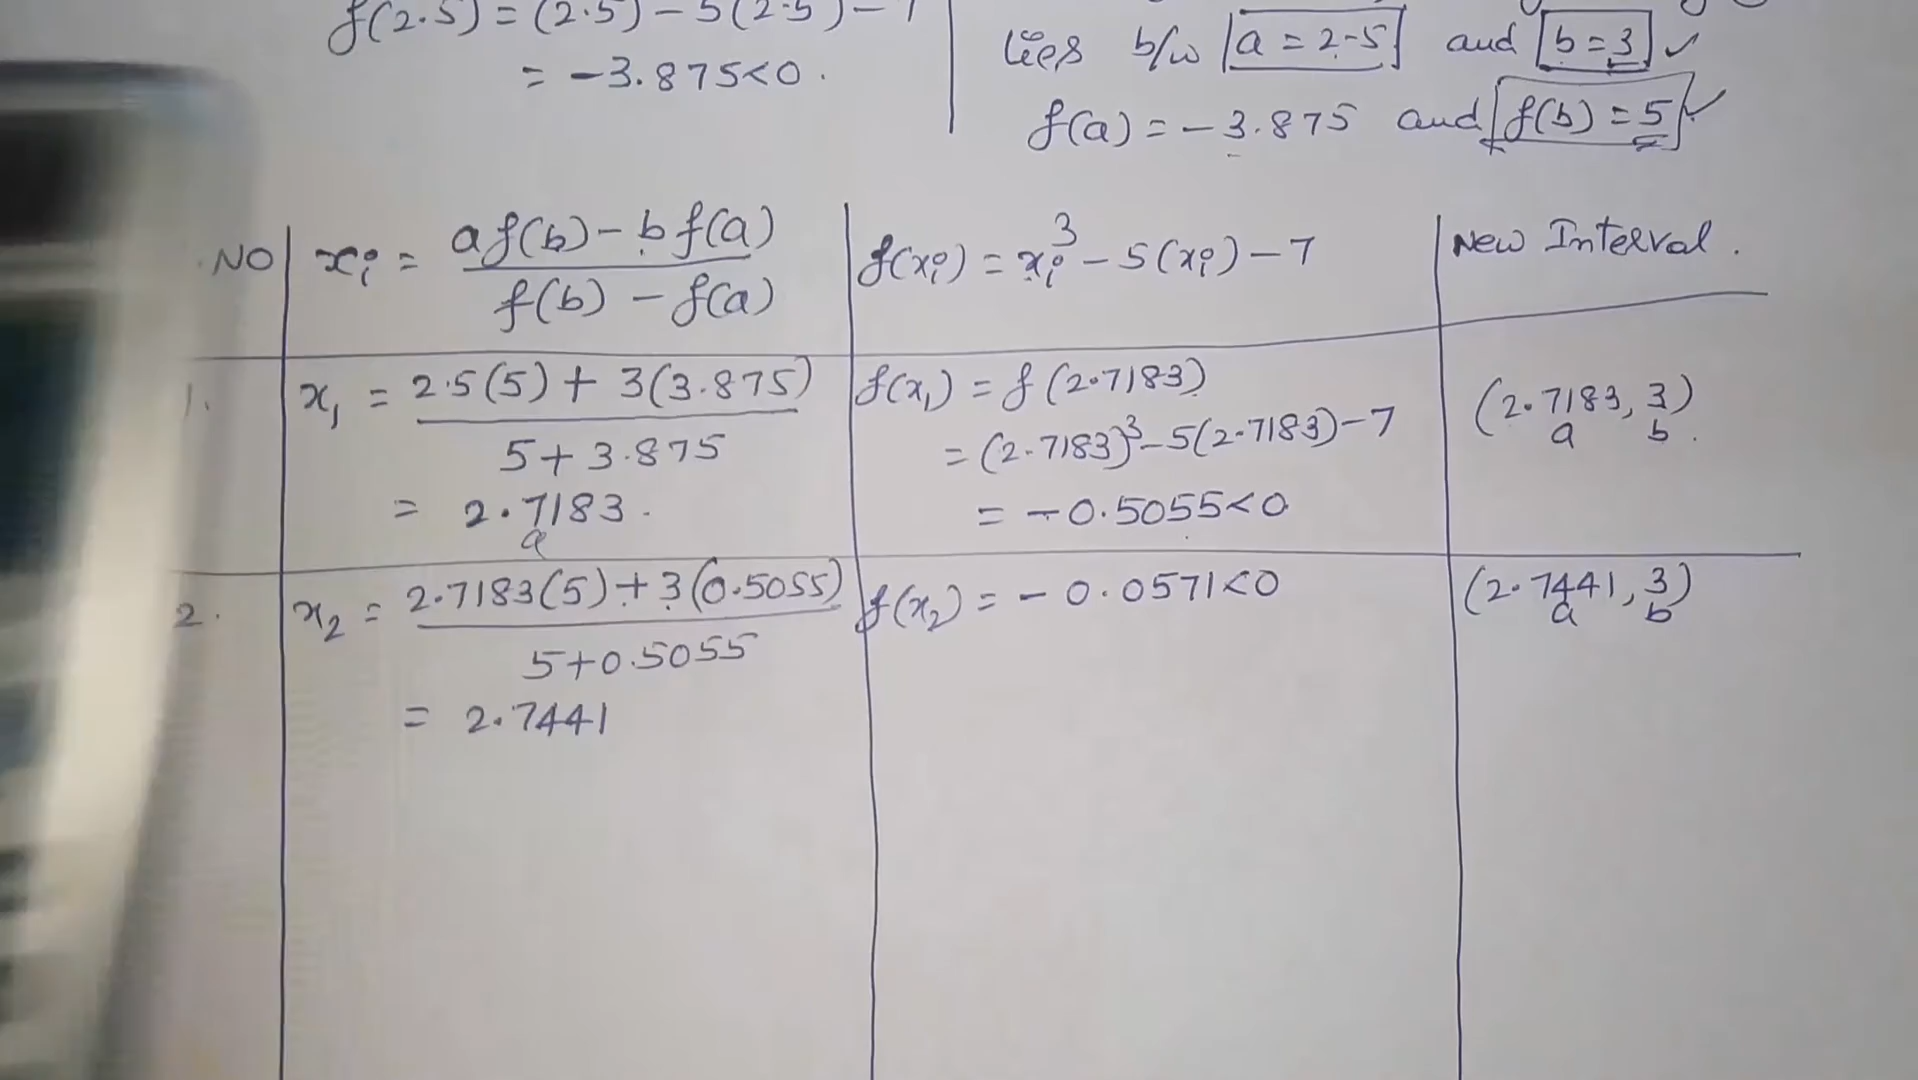 f(2.5) = (2.5) - 5(2.5) - 7
= -3.875<0.
lies b/w a = 2.5 and b = 3 ✓
f(a) = -3.875 and f(b) = 5 ✓
NO
xᵢ = (a f(b) - b f(a)) / (f(b) - f(a))
f(xᵢ) = xᵢ³ - 5(xᵢ) - 7
New Interval.
1.
x₁ = (2.5(5) + 3(3.875)) / (5 + 3.875)
= 2.7183.
a
f(x₁) = f(2.7183)
= (2.7183)³ - 5(2.7183) - 7
= -0.5055<0
(2.7183, 3)
a b.
2.
x₂ = (2.7183(5) + 3(0.5055)) / (5+0.5055)
= 2.7441
f(x₂) = -0.0571<0
(2.7441, 3)
a b